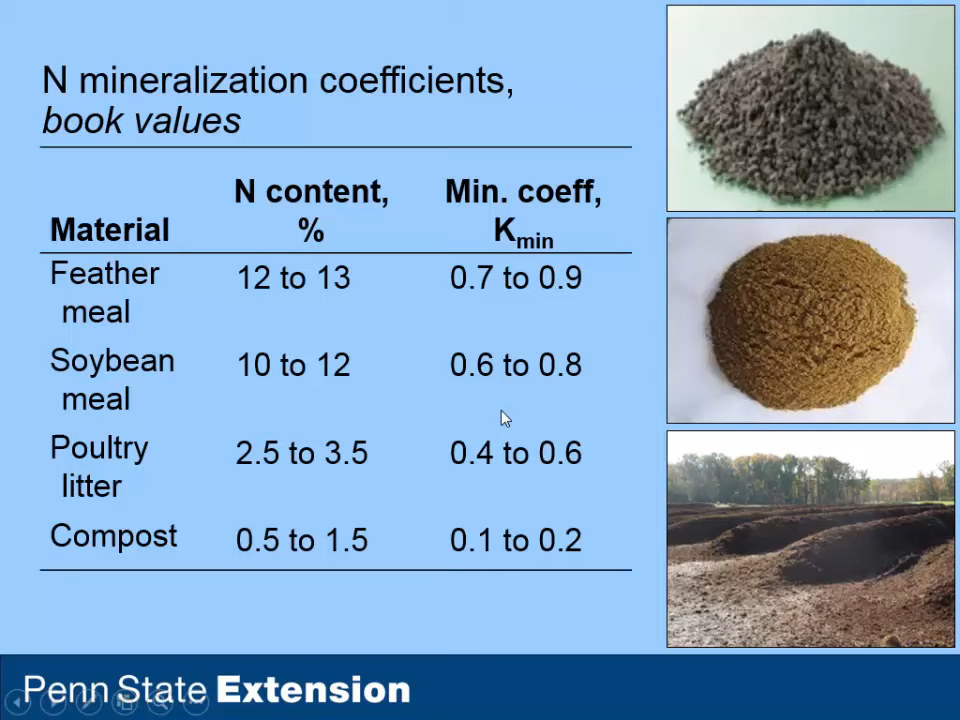 N mineralization coefficients,
book values
N content, Min. coeff,
Material % Kmin
Feather 12 to 13 0.7 to 0.9
meal
Soybean 10 to 12 0.6 to 0.8
meal
Poultry 2.5 to 3.5 0.4 to 0.6
litter
Compost 0.5 to 1.5 0.1 to 0.2
Penn State Extension